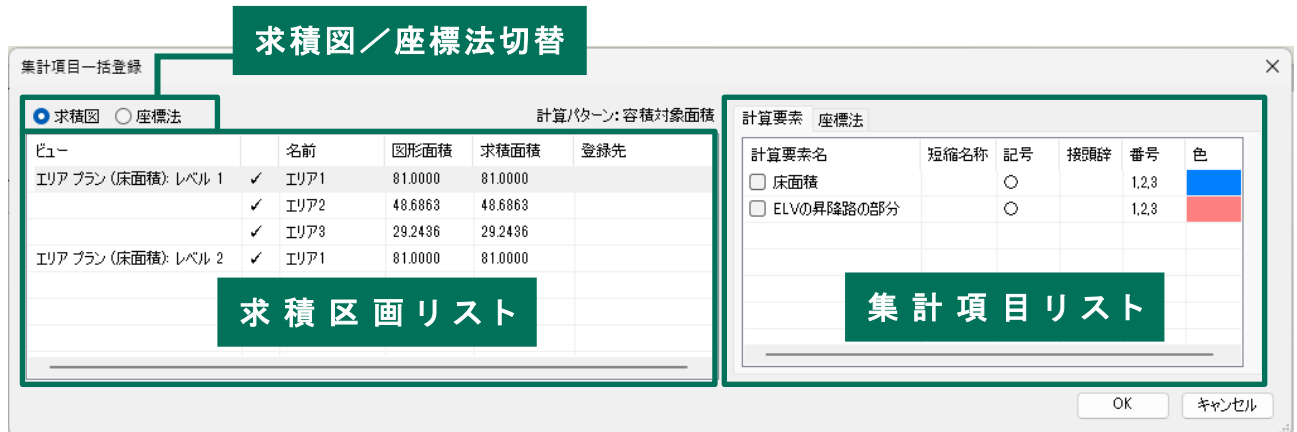 求積図／座標法切替
集計項目一括登録
求積図 座標法 計算パターン: 容積対象面積
ビュー 名前 図形面積 求積面積 登録先
エリア プラン (床面積): レベル 1 ✓ エリア1 81.0000 81.0000
✓ エリア2 48.6863 48.6863
✓ エリア3 29.2436 29.2436
エリア プラン (床面積): レベル 2 ✓ エリア1 81.0000 81.0000
求積区画リスト
計算要素 座標法
計算要素名 短縮名称 記号 接頭辞 番号 色
床面積 ○ 1,2,3
ELVの昇降路の部分 ○ 1,2,3
集計項目リスト
OK キャンセル